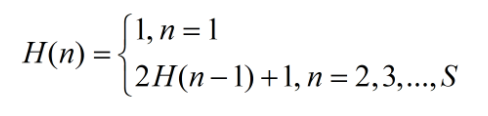 H(n) = { 1, n = 1
2H(n−1)+1, n = 2,3,...,S